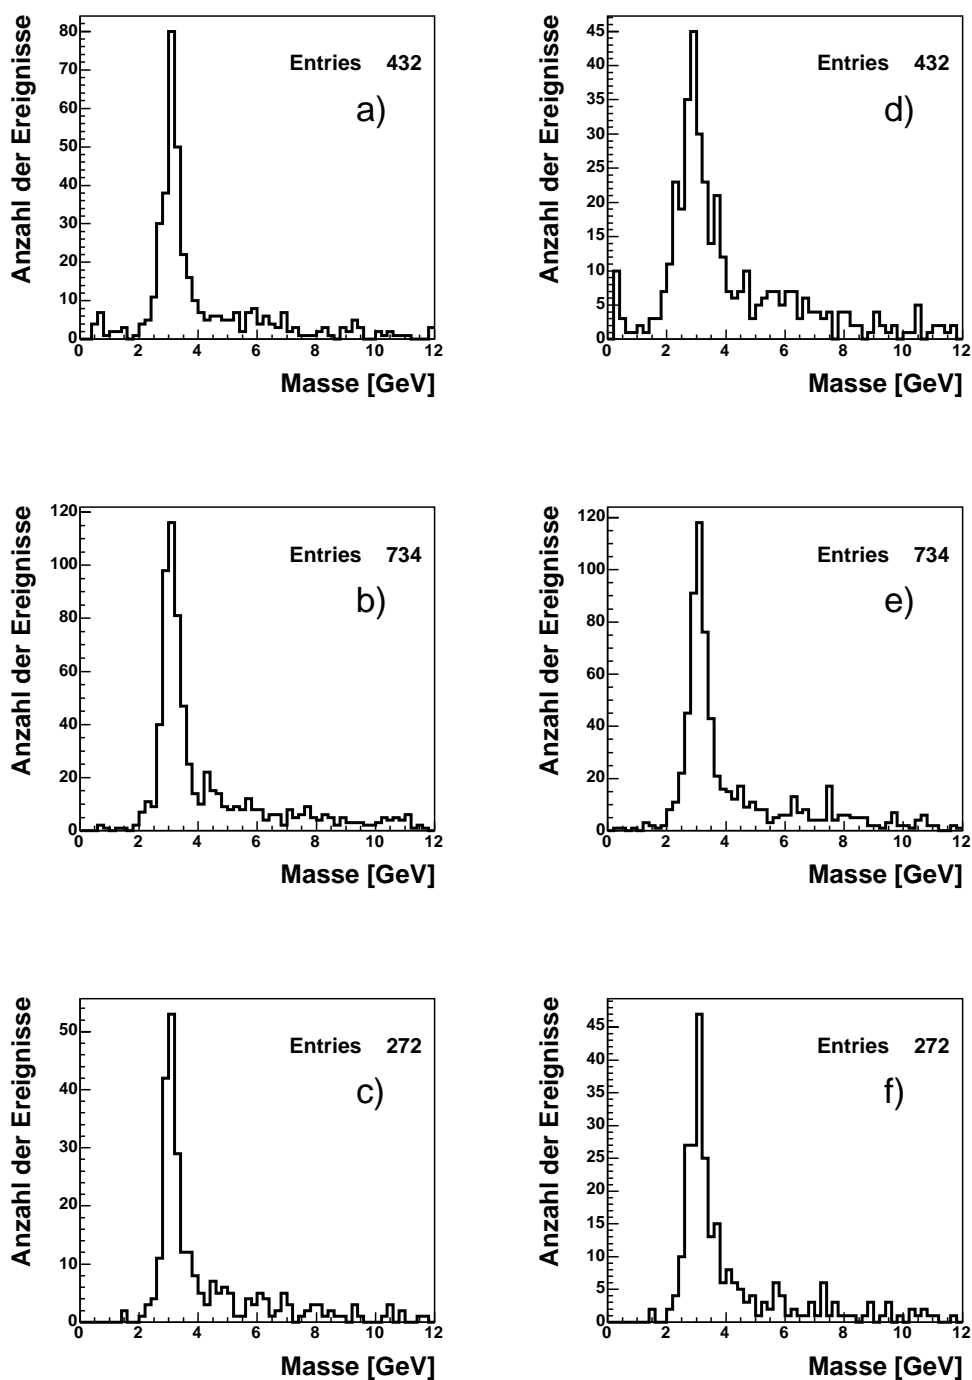 Anzahl der Ereignisse
80
70
60
50
40
30
20
10
0
Entries 432
a)
0 2 4 6 8 10 12
Masse [GeV]
Anzahl der Ereignisse
45
40
35
30
25
20
15
10
5
0
Entries 432
d)
0 2 4 6 8 10 12
Masse [GeV]
Anzahl der Ereignisse
120
100
80
60
40
20
0
Entries 734
b)
0 2 4 6 8 10 12
Masse [GeV]
Anzahl der Ereignisse
120
100
80
60
40
20
0
Entries 734
e)
0 2 4 6 8 10 12
Masse [GeV]
Anzahl der Ereignisse
50
40
30
20
10
0
Entries 272
c)
0 2 4 6 8 10 12
Masse [GeV]
Anzahl der Ereignisse
45
40
35
30
25
20
15
10
5
0
Entries 272
f)
0 2 4 6 8 10 12
Masse [GeV]